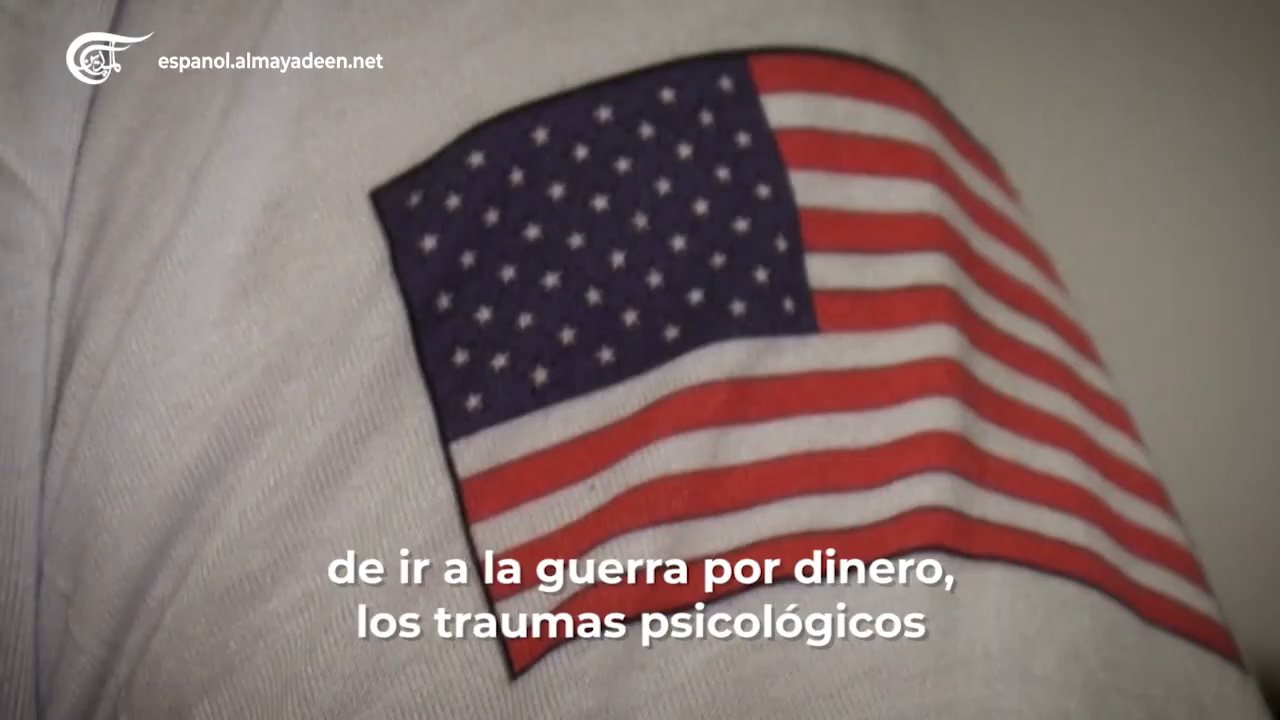 espanol.almayadeen.net
de ir a la guerra por dinero,
los traumas psicológicos